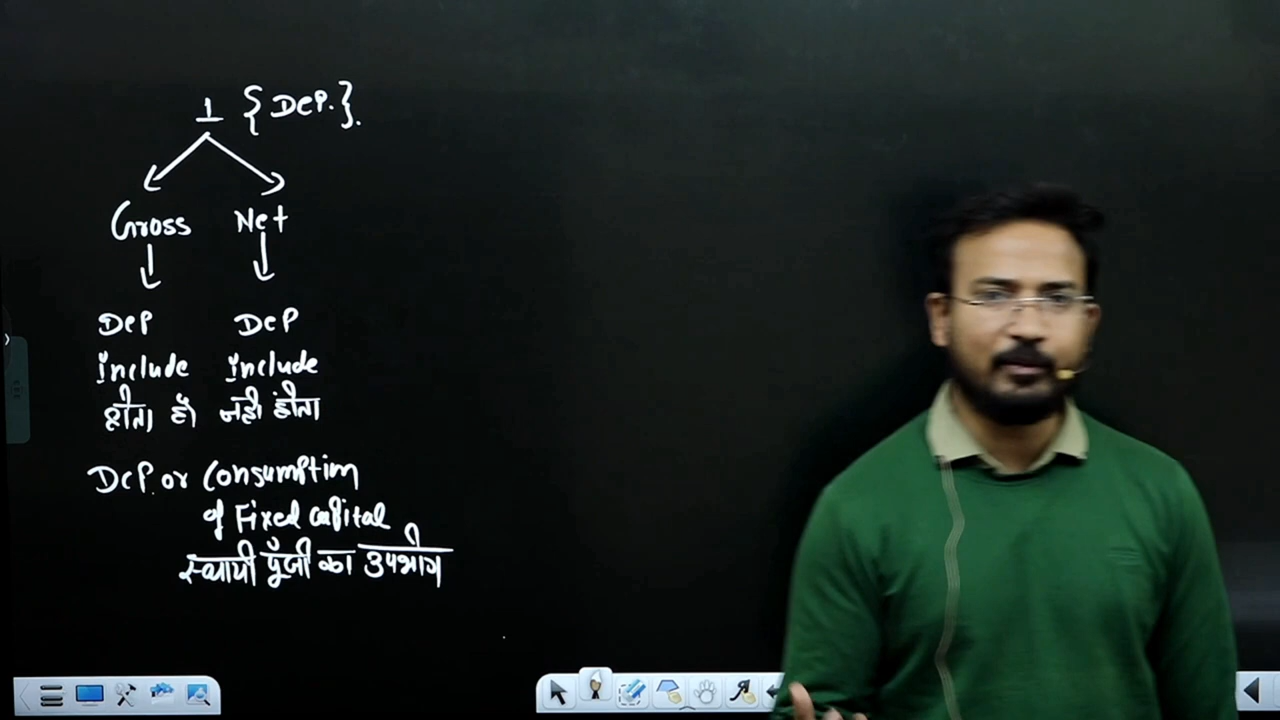 1 {Dep.}.
Gross Net
Dep Dep
include include
होता है नही होता
Dep. or Consumption
of Fixed capital
स्थायी पूँजी का उपभोग